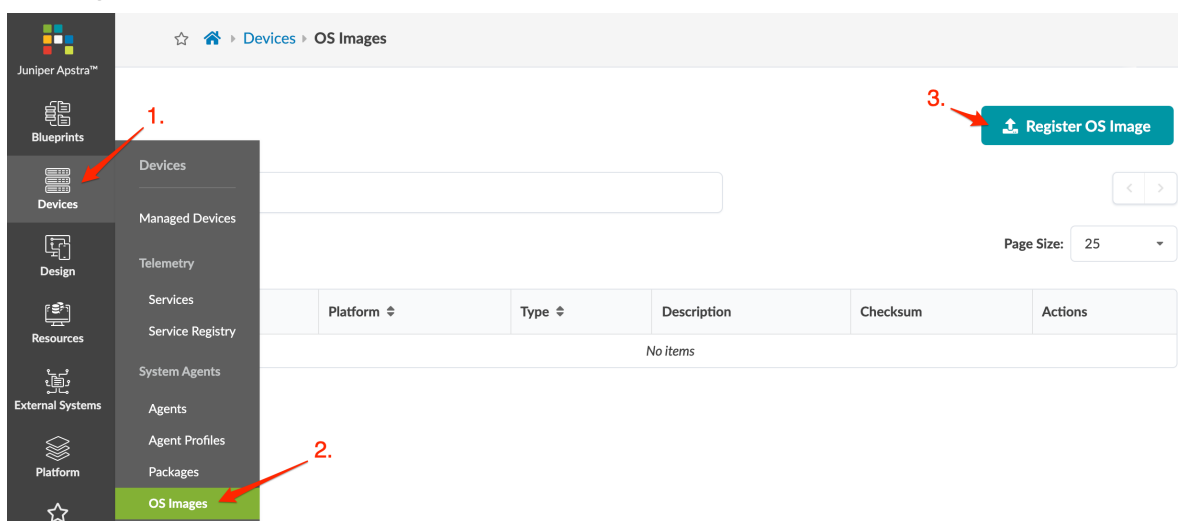 Juniper Apstra™
Devices
OS Images
1.
3.
Register OS Image
Blueprints
Devices
Design
Resources
External Systems
Platform
Devices
Managed Devices
Telemetry
Services
Service Registry
System Agents
Agents
Agent Profiles
Packages
OS Images
2.
Page Size: 25
Platform Type Description Checksum Actions
No items